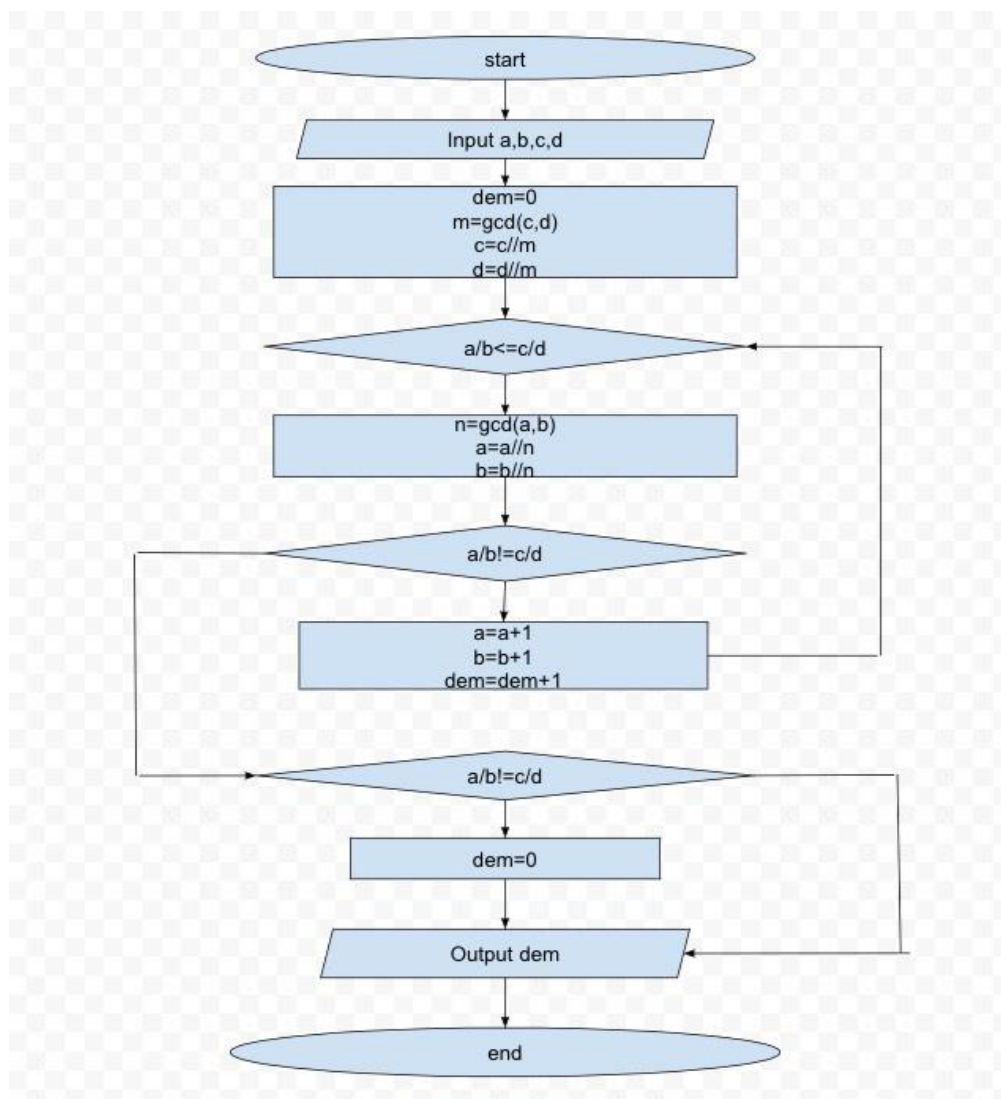 start
Input a,b,c,d
dem=0
m=gcd(c,d)
c=c//m
d=d//m
a/b<=c/d
n=gcd(a,b)
a=a//n
b=b//n
a/b!=c/d
a=a+1
b=b+1
dem=dem+1
a/b!=c/d
dem=0
Output dem
end